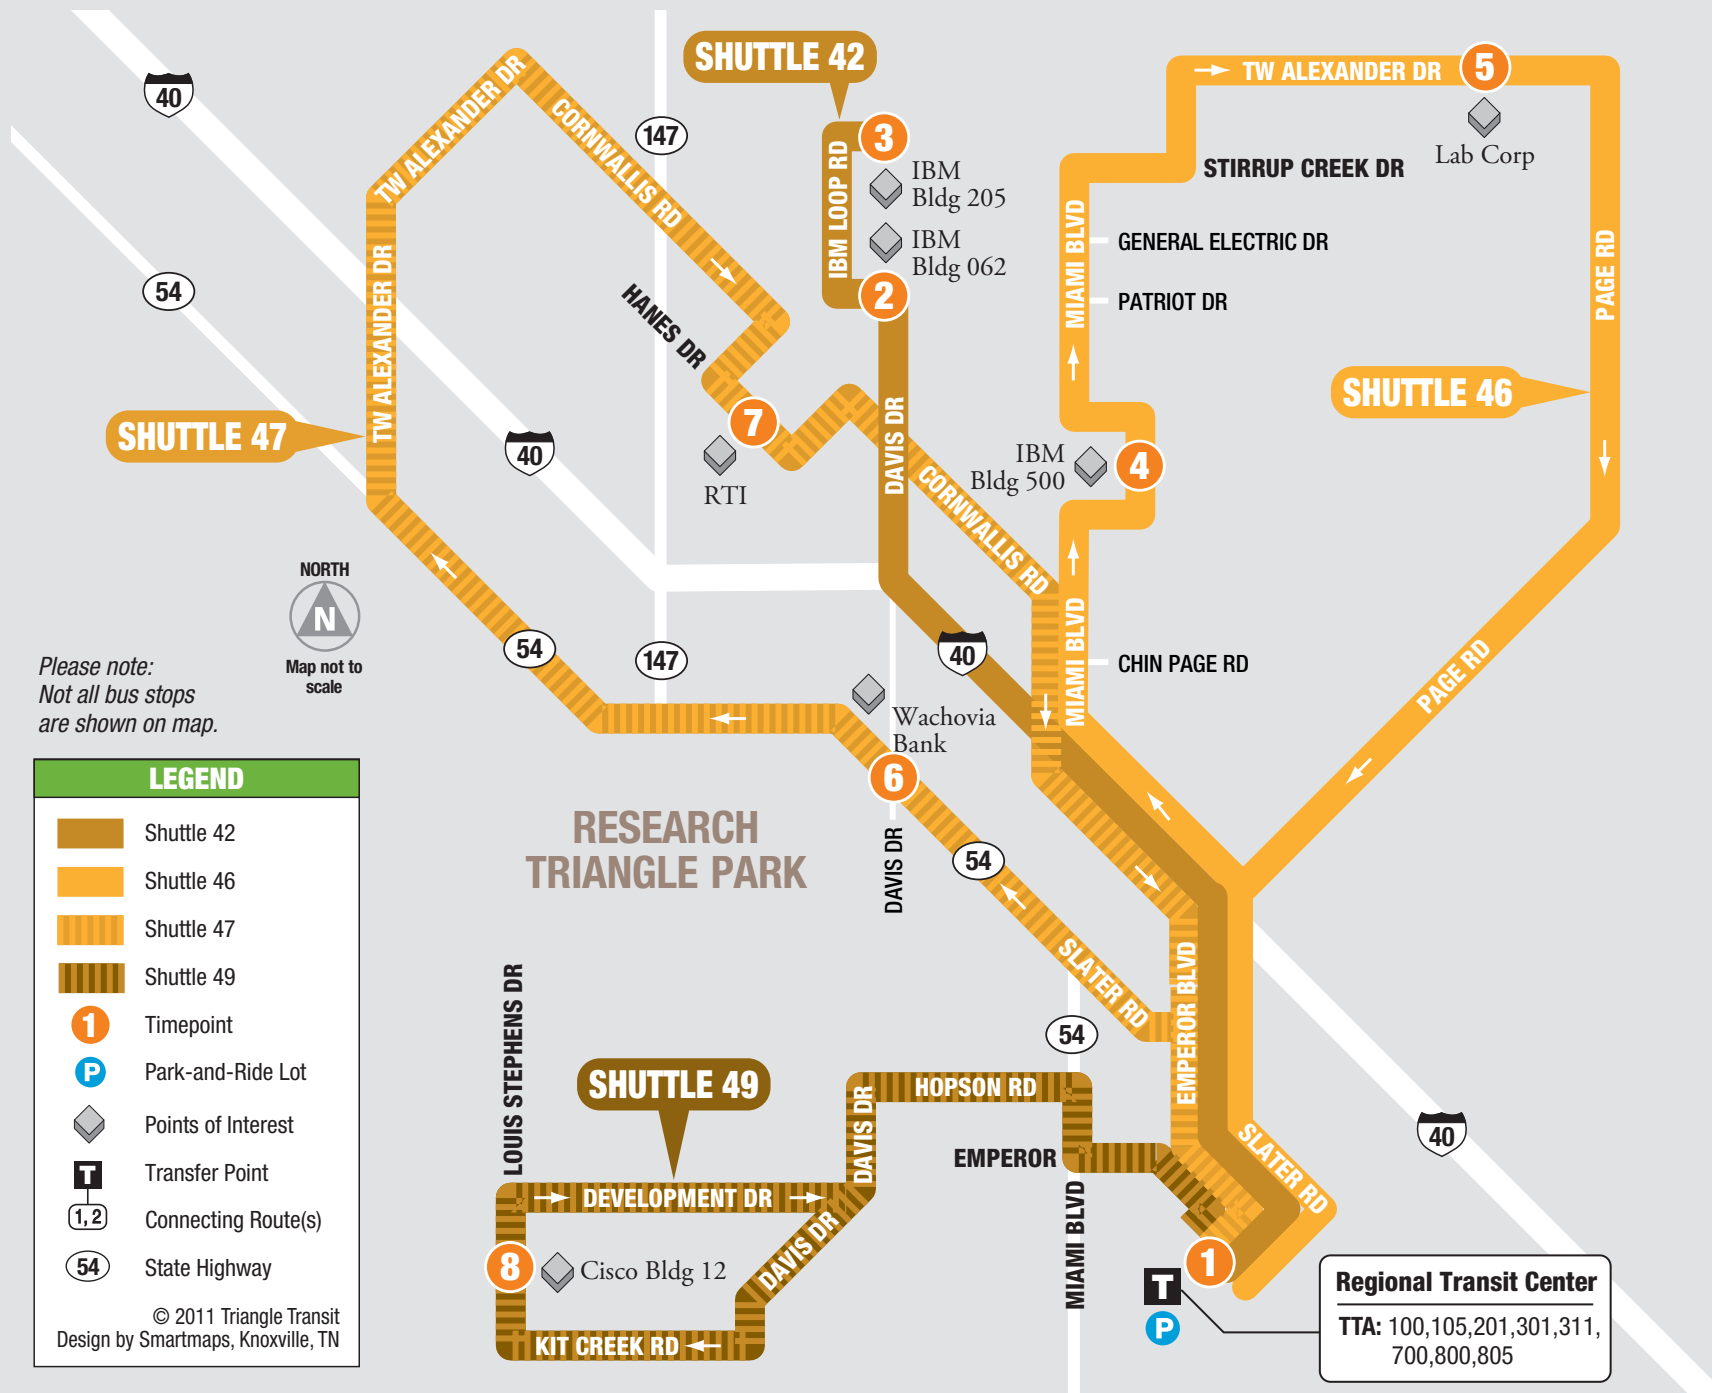 SHUTTLE 42
40
147
TW ALEXANDER DR
CORNWALLIS RD
3
IBM
Bldg 205
IBM
Bldg 062
IBM LOOP RD
2
TW ALEXANDER DR
5
Lab Corp
STIRRUP CREEK DR
GENERAL ELECTRIC DR
PATRIOT DR
MIAMI BLVD
PAGE RD
54
HANES DR
TW ALEXANDER DR
SHUTTLE 47
SHUTTLE 46
40
7
RTI
DAVIS DR
CORNWALLIS RD
IBM
Bldg 500
4
NORTH
N
Map not to
scale
54
147
40
MIAMI BLVD
CHIN PAGE RD
PAGE RD
Please note:
Not all bus stops
are shown on map.
Wachovia
Bank
6
RESEARCH
TRIANGLE PARK
DAVIS DR
54
SLATER RD
EMPEROR BLVD
54
LEGEND
Shuttle 42
Shuttle 46
Shuttle 47
Shuttle 49
1
Timepoint
P
Park-and-Ride Lot
Points of Interest
T
Transfer Point
1, 2
Connecting Route(s)
54
State Highway
© 2011 Triangle Transit
Design by Smartmaps, Knoxville, TN
LOUIS STEPHENS DR
SHUTTLE 49
DAVIS DR
HOPSON RD
EMPEROR
MIAMI BLVD
DEVELOPMENT DR
DAVIS DR
8
Cisco Bldg 12
KIT CREEK RD
SLATER RD
40
1
T
P
Regional Transit Center
TTA: 100,105,201,301,311,
700,800,805